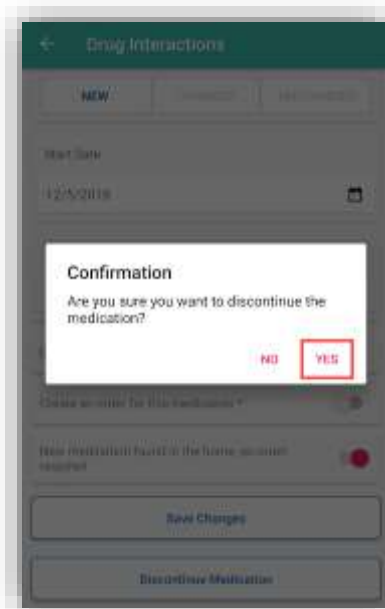 Drug Interactions
NEW
Start Date
12/5/2018
Confirmation
Are you sure you want to discontinue the
medication?
NO YES
Create an order for this medication *
New medication found in the home, no order
required
Save Changes
Discontinue Medication